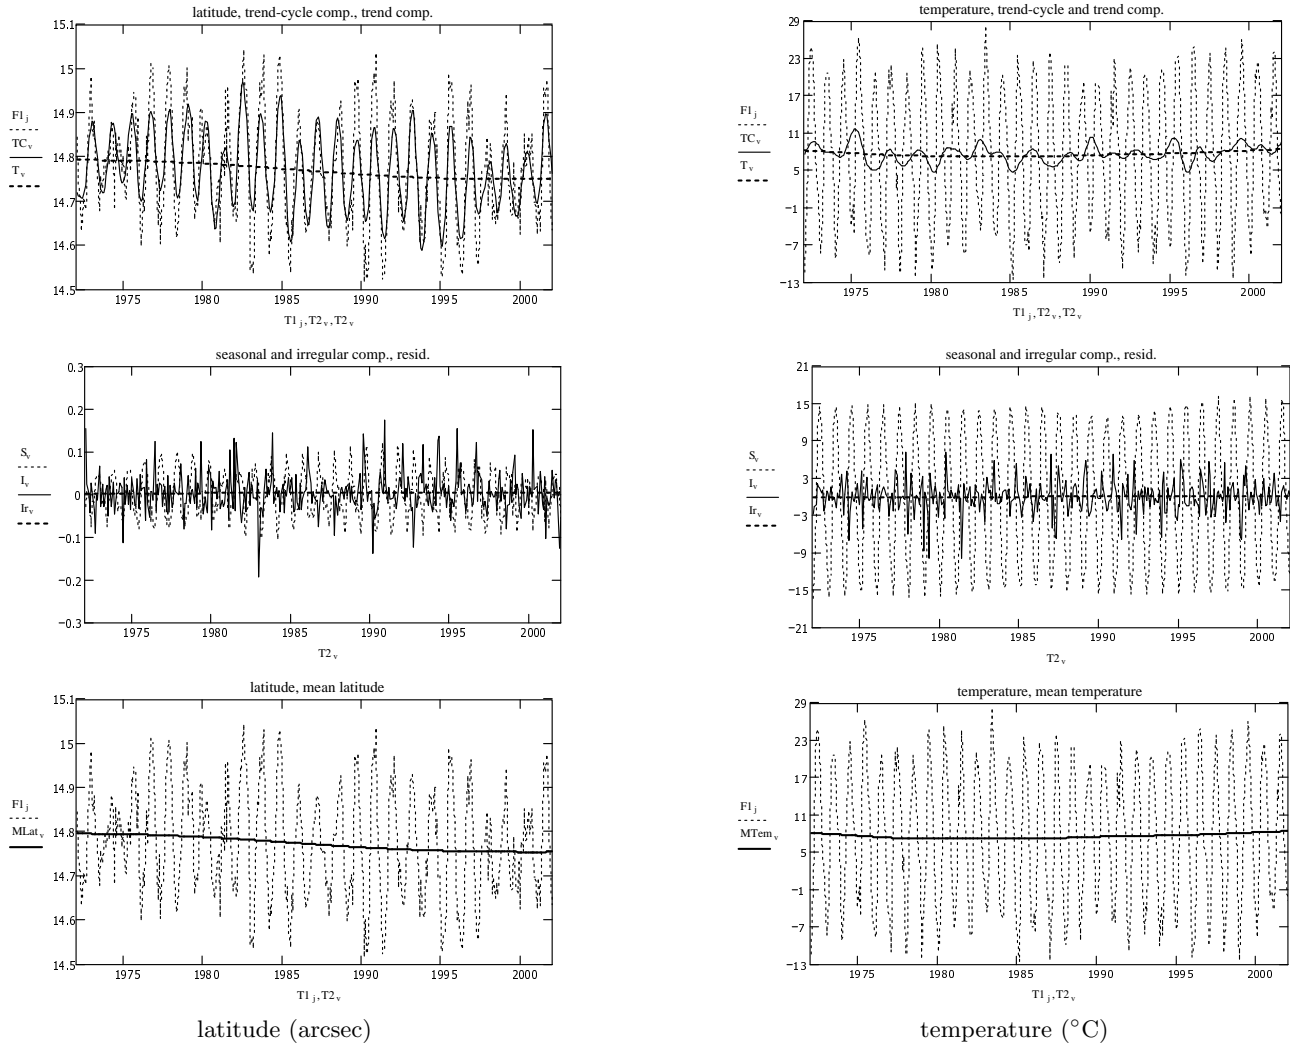 latitude, trend-cycle comp., trend comp.
15.1
15
14.9
14.8
14.7
14.6
14.5
F1 j
TC v
T v
1975 1980 1985 1990 1995 2000
T1 j ,T2 v ,T2 v
temperature, trend-cycle and trend comp.
29
23
17
11
5
−1
−7
−13
F1 j
TC v
T v
1975 1980 1985 1990 1995 2000
T1 j ,T2 v ,T2 v
seasonal and irregular comp., resid.
0.3
0.2
0.1
0
−0.1
−0.2
−0.3
S v
I v
Ir v
1975 1980 1985 1990 1995 2000
T2 v
seasonal and irregular comp., resid.
21
15
9
3
−3
−9
−15
−21
S v
I v
Ir v
1975 1980 1985 1990 1995 2000
T2 v
latitude, mean latitude
15.1
15
14.9
14.8
14.7
14.6
14.5
F1 j
MLat v
1975 1980 1985 1990 1995 2000
T1 j ,T2 v
latitude (arcsec)
temperature, mean temperature
29
23
17
11
5
−1
−7
−13
F1 j
MTem v
1975 1980 1985 1990 1995 2000
T1 j ,T2 v
temperature (°C)